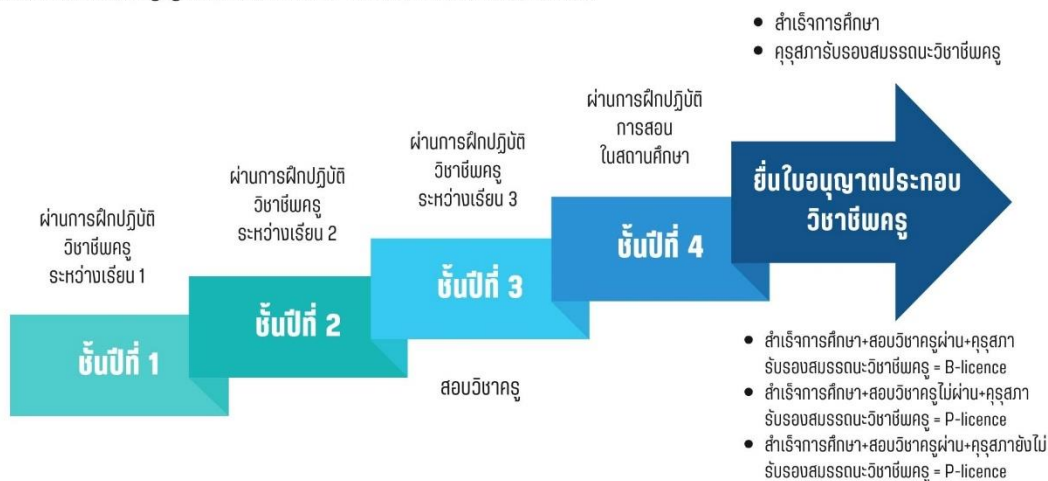 ผ่านการฝึกปฏิบัติ
วิชาชีพครู
ระหว่างเรียน 1
ชั้นปีที่ 1
ผ่านการฝึกปฏิบัติ
วิชาชีพครู
ระหว่างเรียน 2
ชั้นปีที่ 2
ผ่านการฝึกปฏิบัติ
วิชาชีพครู
ระหว่างเรียน 3
ชั้นปีที่ 3
สอบวิชาครู
ผ่านการฝึกปฏิบัติ
การสอน
ในสถานศึกษา
ชั้นปีที่ 4
• สำเร็จการศึกษา
• คุรุสภารับรองสมรรถนะวิชาชีพครู
ยื่นใบอนุญาตประกอบ
วิชาชีพครู
• สำเร็จการศึกษา+สอบวิชาครูผ่าน+คุรุสภา
รับรองสมรรถนะวิชาชีพครู = B-licence
• สำเร็จการศึกษา+สอบวิชาครูไม่ผ่าน+คุรุสภา
รับรองสมรรถนะวิชาชีพครู = P-licence
• สำเร็จการศึกษา+สอบวิชาครูผ่าน+คุรุสภายังไม่
รับรองสมรรถนะวิชาชีพครู = P-licence